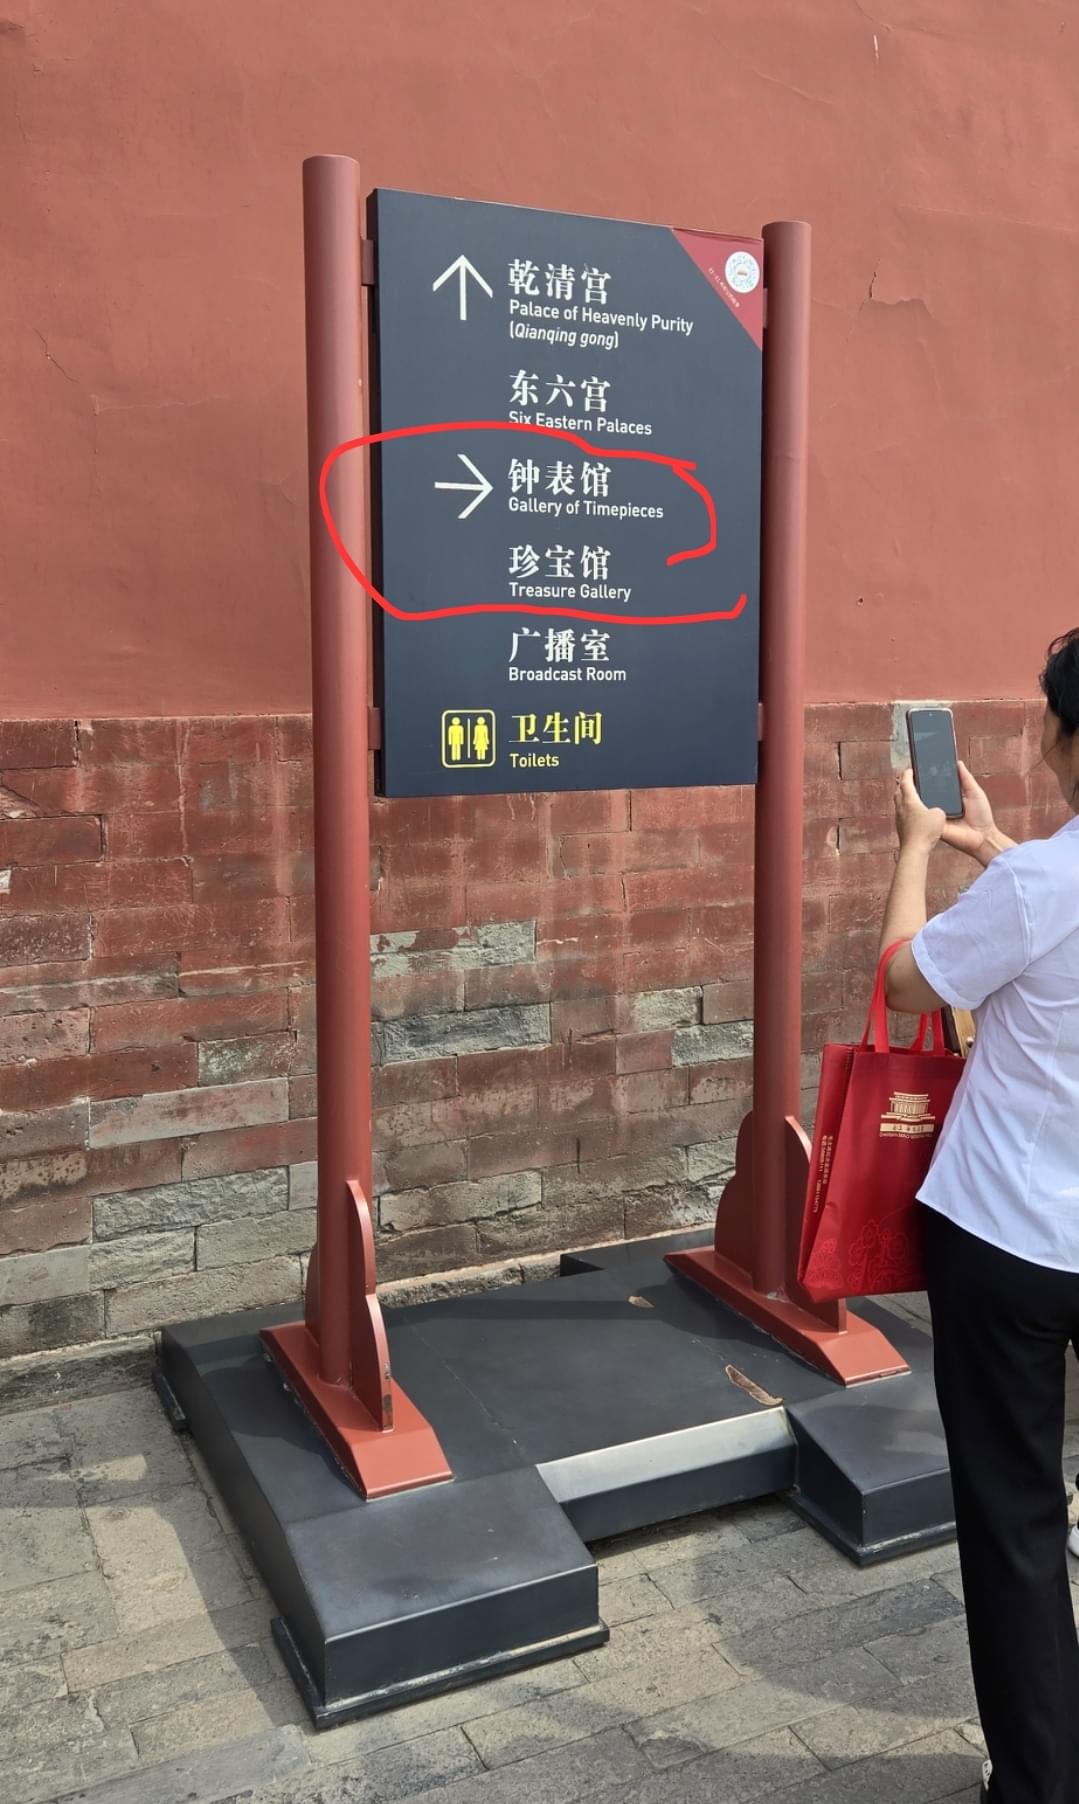 乾清宫
Palace of Heavenly Purity
(Qianqing gong)
东六宫
Six Eastern Palaces
钟表馆
Gallery of Timepieces
珍宝馆
Treasure Gallery
广播室
Broadcast Room
卫生间
Toilets